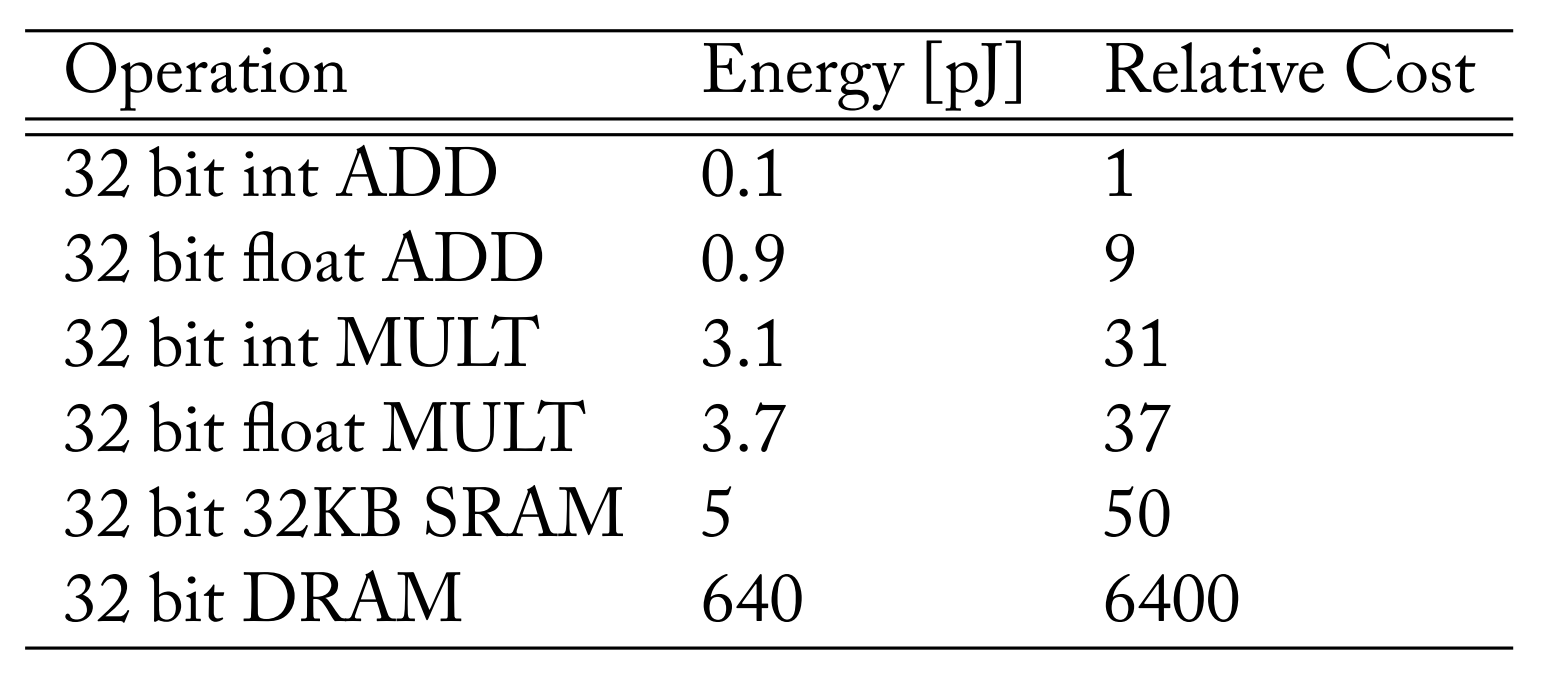 Operation Energy [pJ] Relative Cost
32 bit int ADD 0.1 1
32 bit float ADD 0.9 9
32 bit int MULT 3.1 31
32 bit float MULT 3.7 37
32 bit 32KB SRAM 5 50
32 bit DRAM 640 6400